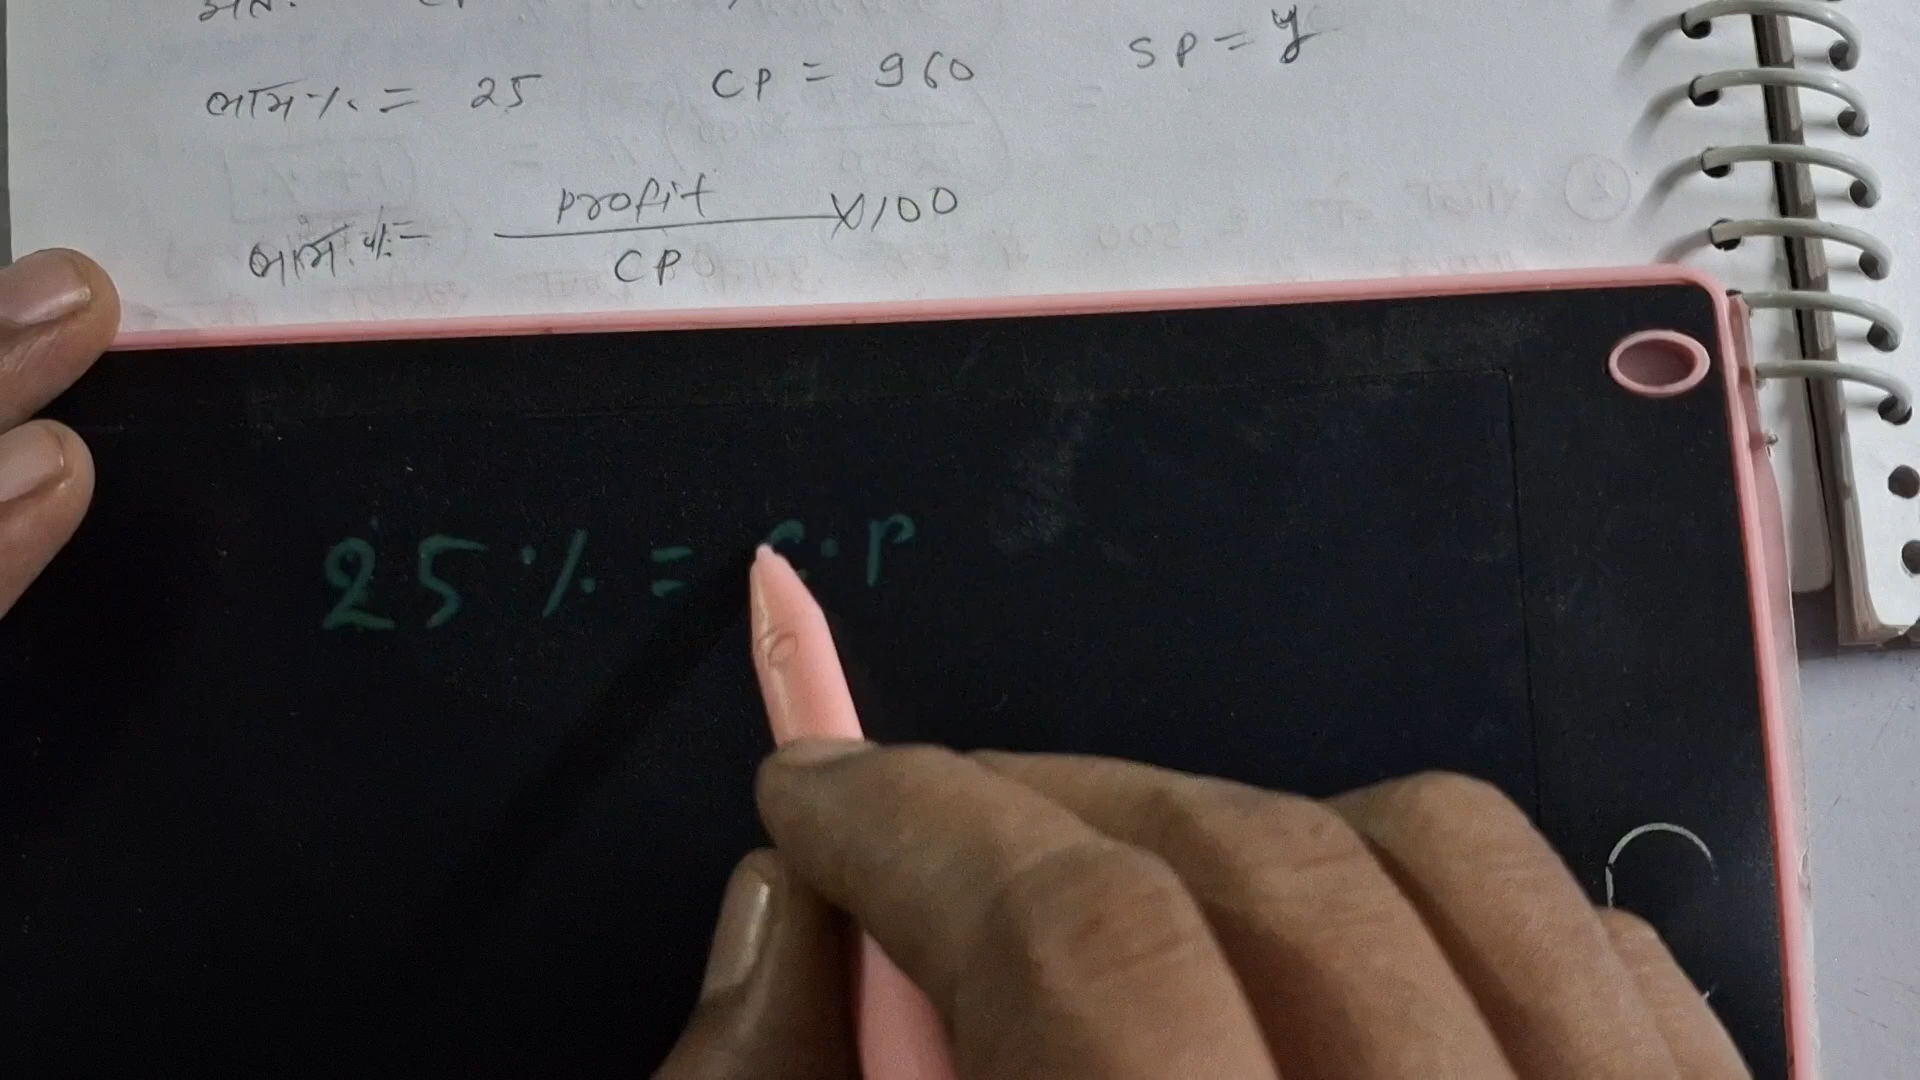 लाभ % = 25 CP = 960 SP = y
लाभ % = profit / CP × 100
25 % = C.P